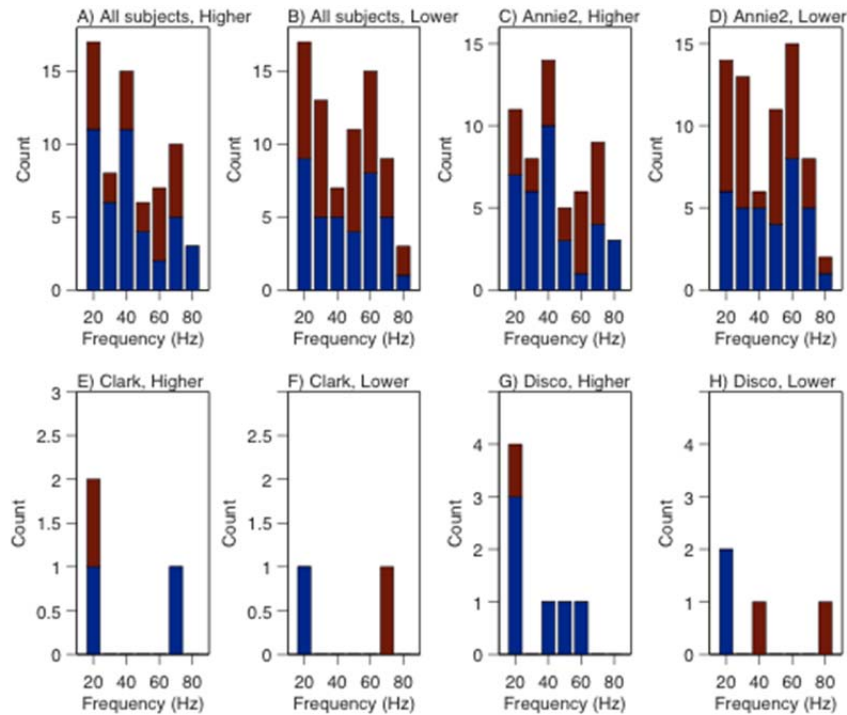 A) All subjects, Higher
15
10
5
0
Count
20 40 60 80
Frequency (Hz)
B) All subjects, Lower
15
10
5
0
Count
20 40 60 80
Frequency (Hz)
C) Annie2, Higher
15
10
5
0
Count
20 40 60 80
Frequency (Hz)
D) Annie2, Lower
15
10
5
0
Count
20 40 60 80
Frequency (Hz)
E) Clark, Higher
3
2.5
2
1.5
1
0.5
0
Count
20 40 60 80
Frequency (Hz)
F) Clark, Lower
2.5
2
1.5
1
0.5
0
Count
20 40 60 80
Frequency (Hz)
G) Disco, Higher
4
3
2
1
0
Count
20 40 60 80
Frequency (Hz)
H) Disco, Lower
4
3
2
1
0
Count
20 40 60 80
Frequency (Hz)